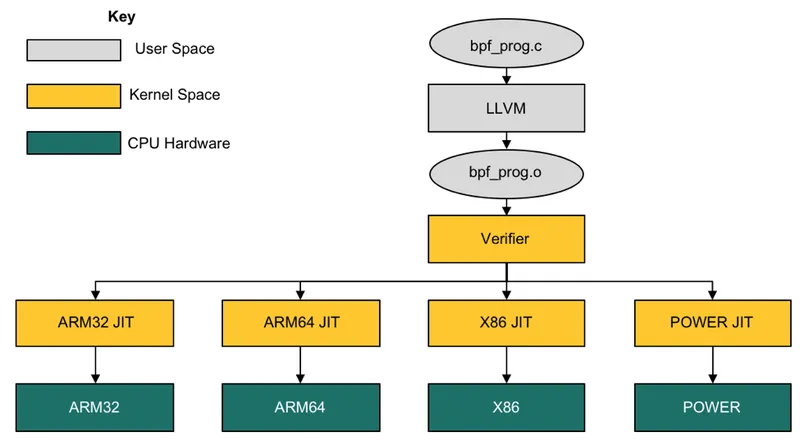 Key
User Space
Kernel Space
CPU Hardware
bpf_prog.c
LLVM
bpf_prog.o
Verifier
ARM32 JIT
ARM64 JIT
X86 JIT
POWER JIT
ARM32
ARM64
X86
POWER